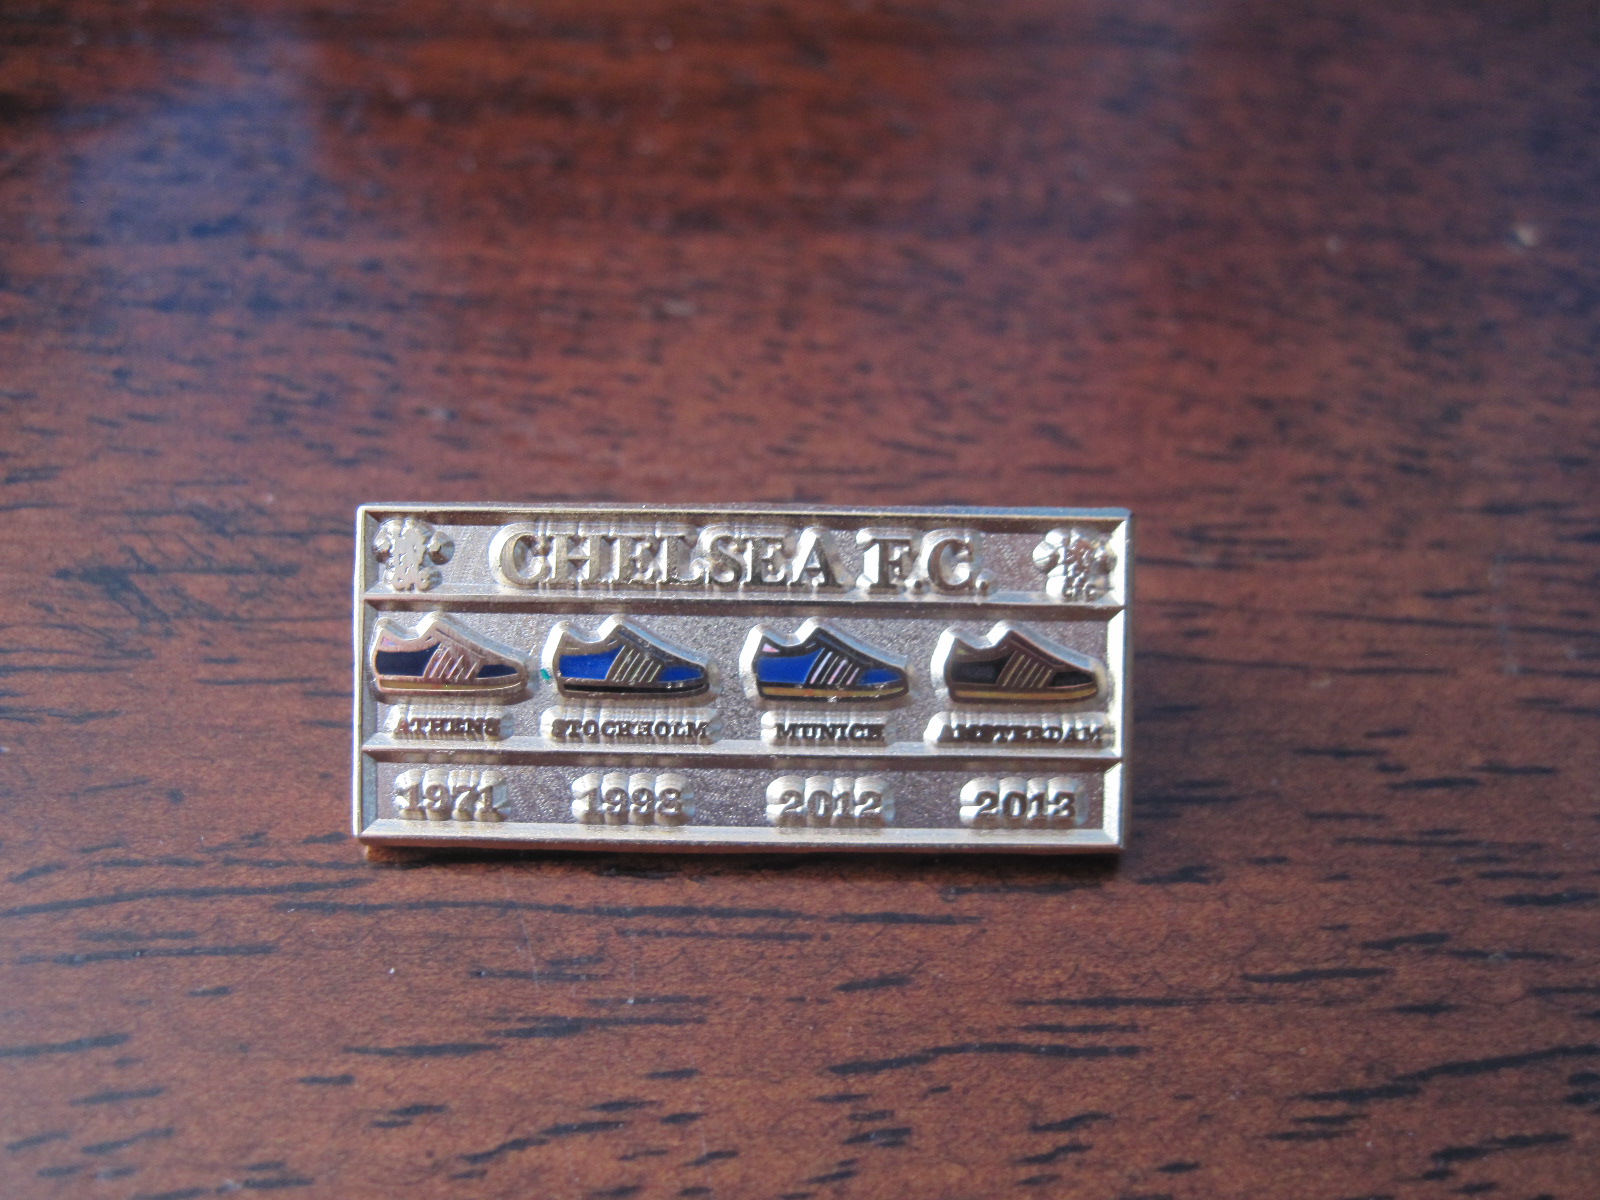 CHELSEA F.C.
ATHENS STOCKHOLM MUNICH AMSTERDAM
1971 1998 2012 2013